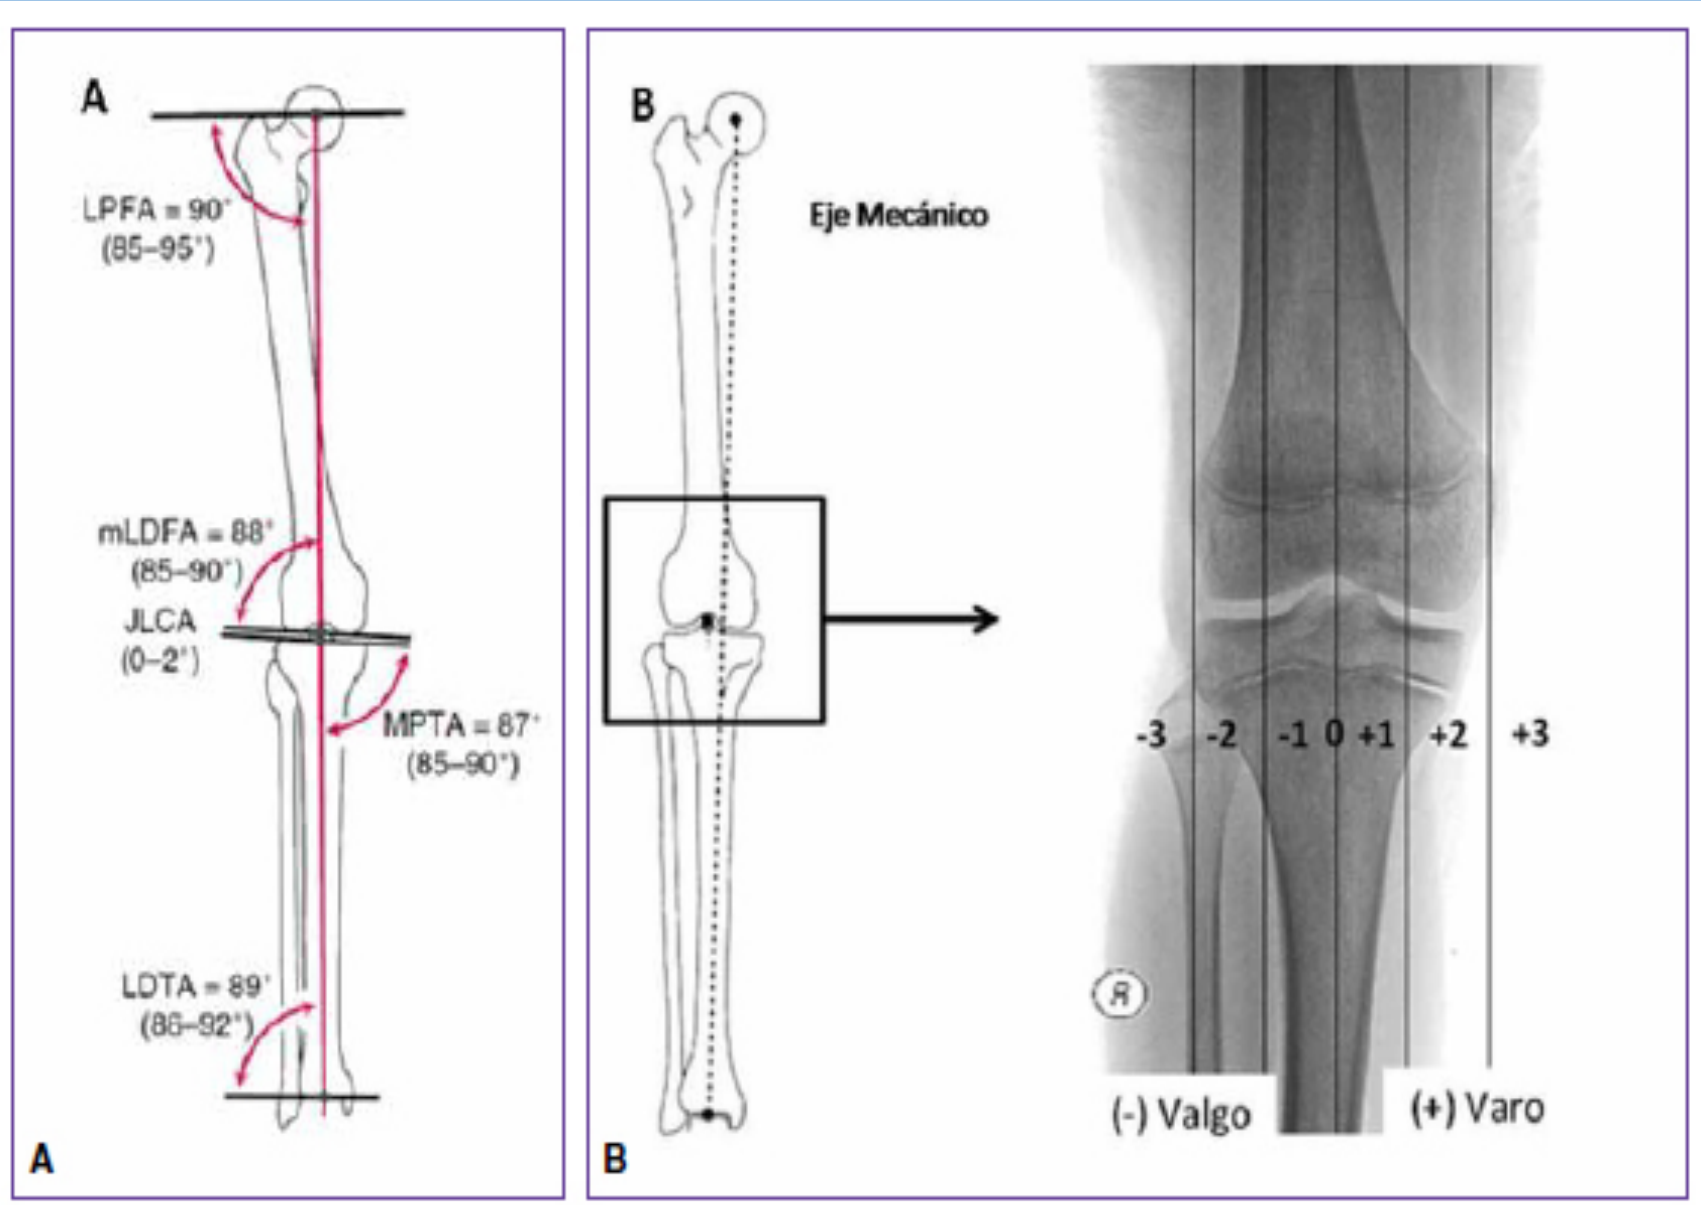 A
LPFA = 90°
(85–95°)
mLDFA = 88°
(85–90°)
JLCA
(0–2°)
MPTA = 87°
(85–90°)
LDTA = 89°
(86–92°)
A
B
Eje Mecánico
-3 -2 -1 0 +1 +2 +3
R
(-) Valgo
(+) Varo
B